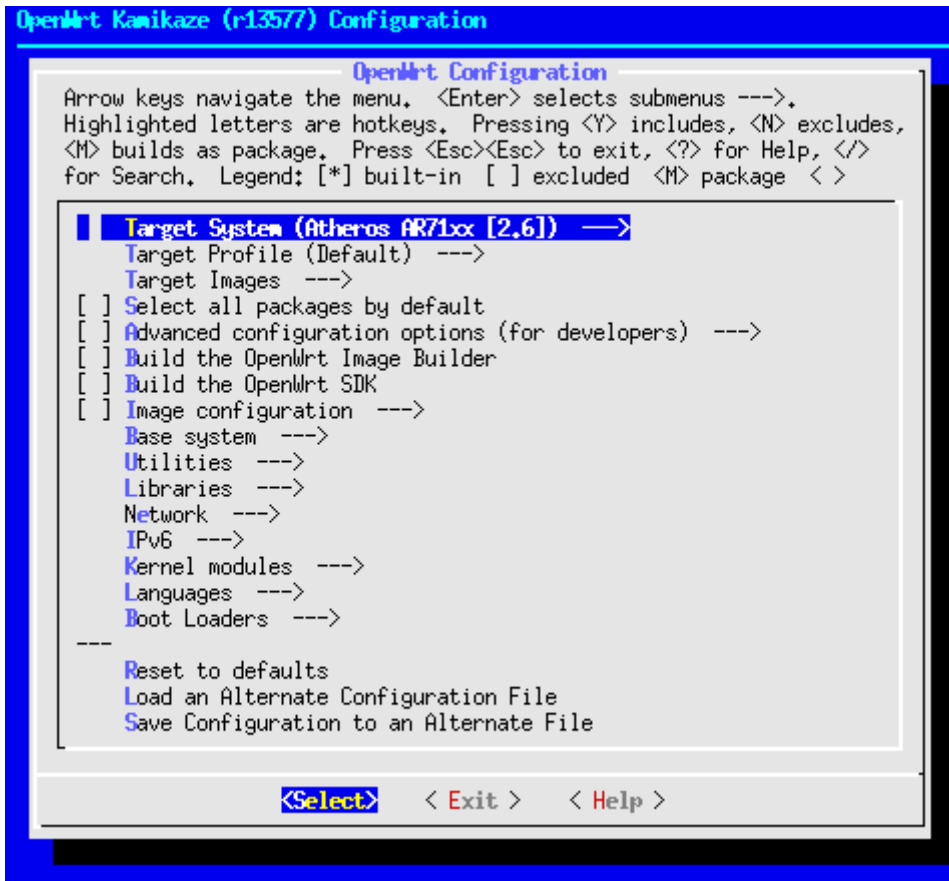 OpenWrt Kamikaze (r13577) Configuration
OpenWrt Configuration
Arrow keys navigate the menu.  <Enter> selects submenus --->.
Highlighted letters are hotkeys.  Pressing <Y> includes, <N> excludes,
<M> builds as package.  Press <Esc><Esc> to exit, <?> for Help, </>
for Search.  Legend: [*] built-in  [ ] excluded  <M> package  < >
Target System (Atheros AR71xx [2.6])  --->
Target Profile (Default)  --->
Target Images  --->
[ ] Select all packages by default
[ ] Advanced configuration options (for developers)  --->
[ ] Build the OpenWrt Image Builder
[ ] Build the OpenWrt SDK
[ ] Image configuration  --->
Base system  --->
Utilities  --->
Libraries  --->
Network  --->
IPv6  --->
Kernel modules  --->
Languages  --->
Boot Loaders  --->
---
Reset to defaults
Load an Alternate Configuration File
Save Configuration to an Alternate File
<Select>    < Exit >    < Help >